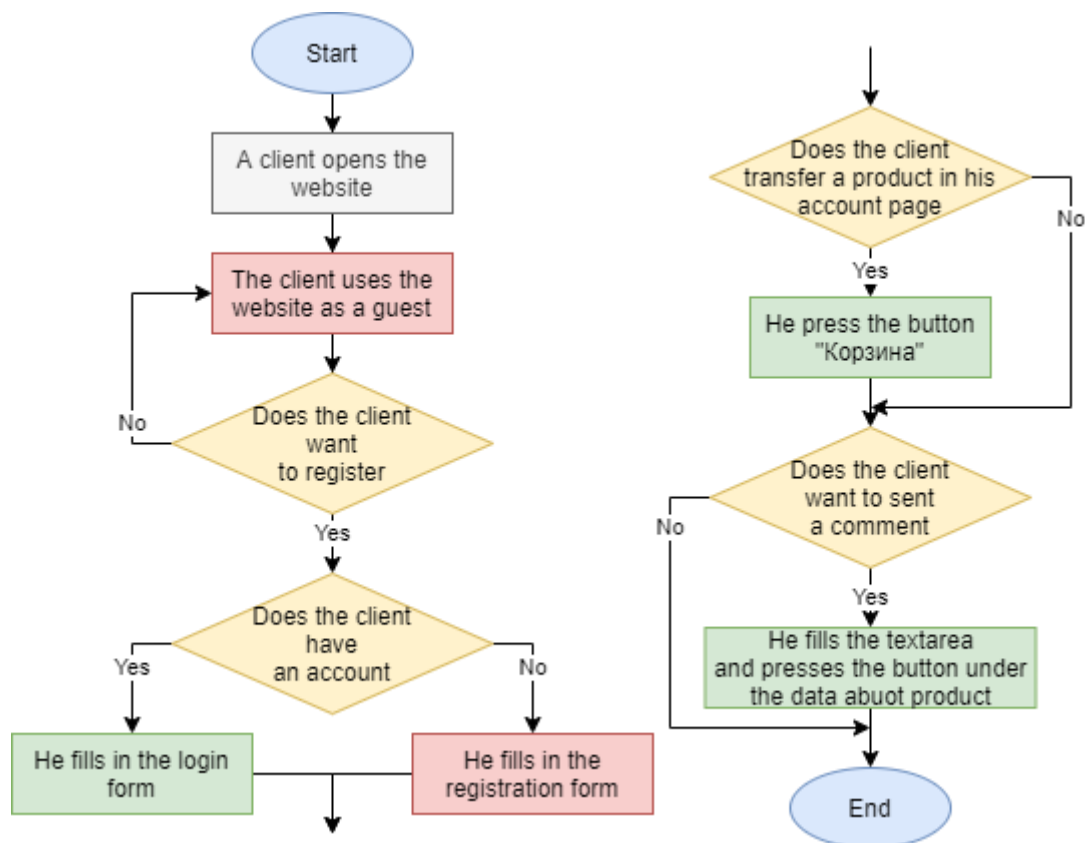 Start
A client opens the
website
The client uses the
website as a guest
No
Does the client
want
to register
Yes
Does the client
have
an account
Yes
No
He fills in the login
form
He fills in the
registration form
Does the client
transfer a product in his
account page
No
Yes
He press the button
"Корзина"
Does the client
want to sent
a comment
No
Yes
He fills the textarea
and presses the button under
the data abuot product
End